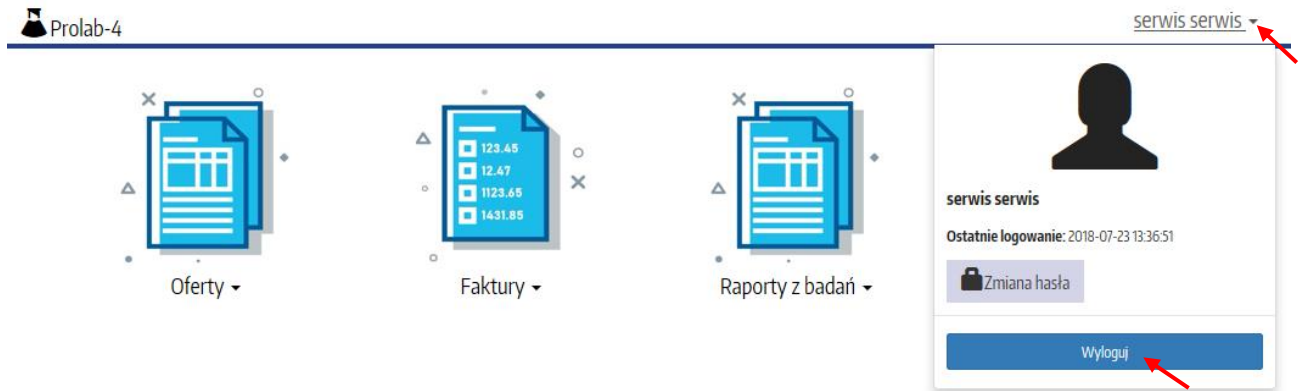 Prolab-4
serwis serwis
123.45
12.47
1123.65
1431.85
Oferty
Faktury
Raporty z badań
serwis serwis
Ostatnie logowanie: 2018-07-23 13:36:51
Zmiana hasła
Wyloguj